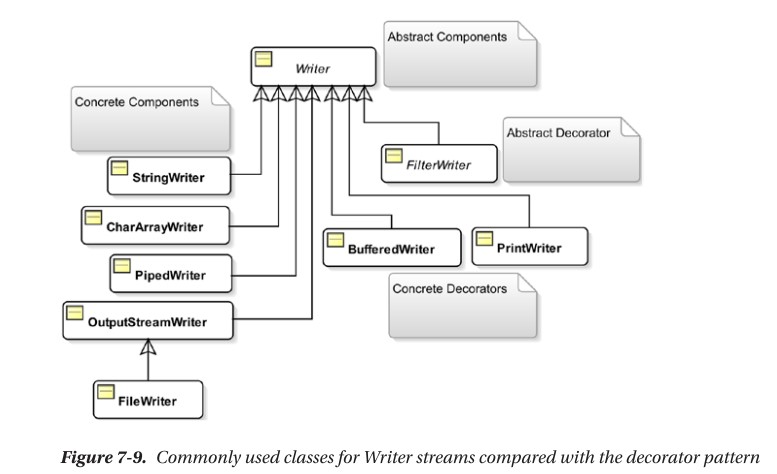 Abstract Components
Writer
Concrete Components
Abstract Decorator
FilterWriter
StringWriter
CharArrayWriter
BufferedWriter
PrintWriter
PipedWriter
Concrete Decorators
OutputStreamWriter
FileWriter
Figure 7-9. Commonly used classes for Writer streams compared with the decorator pattern